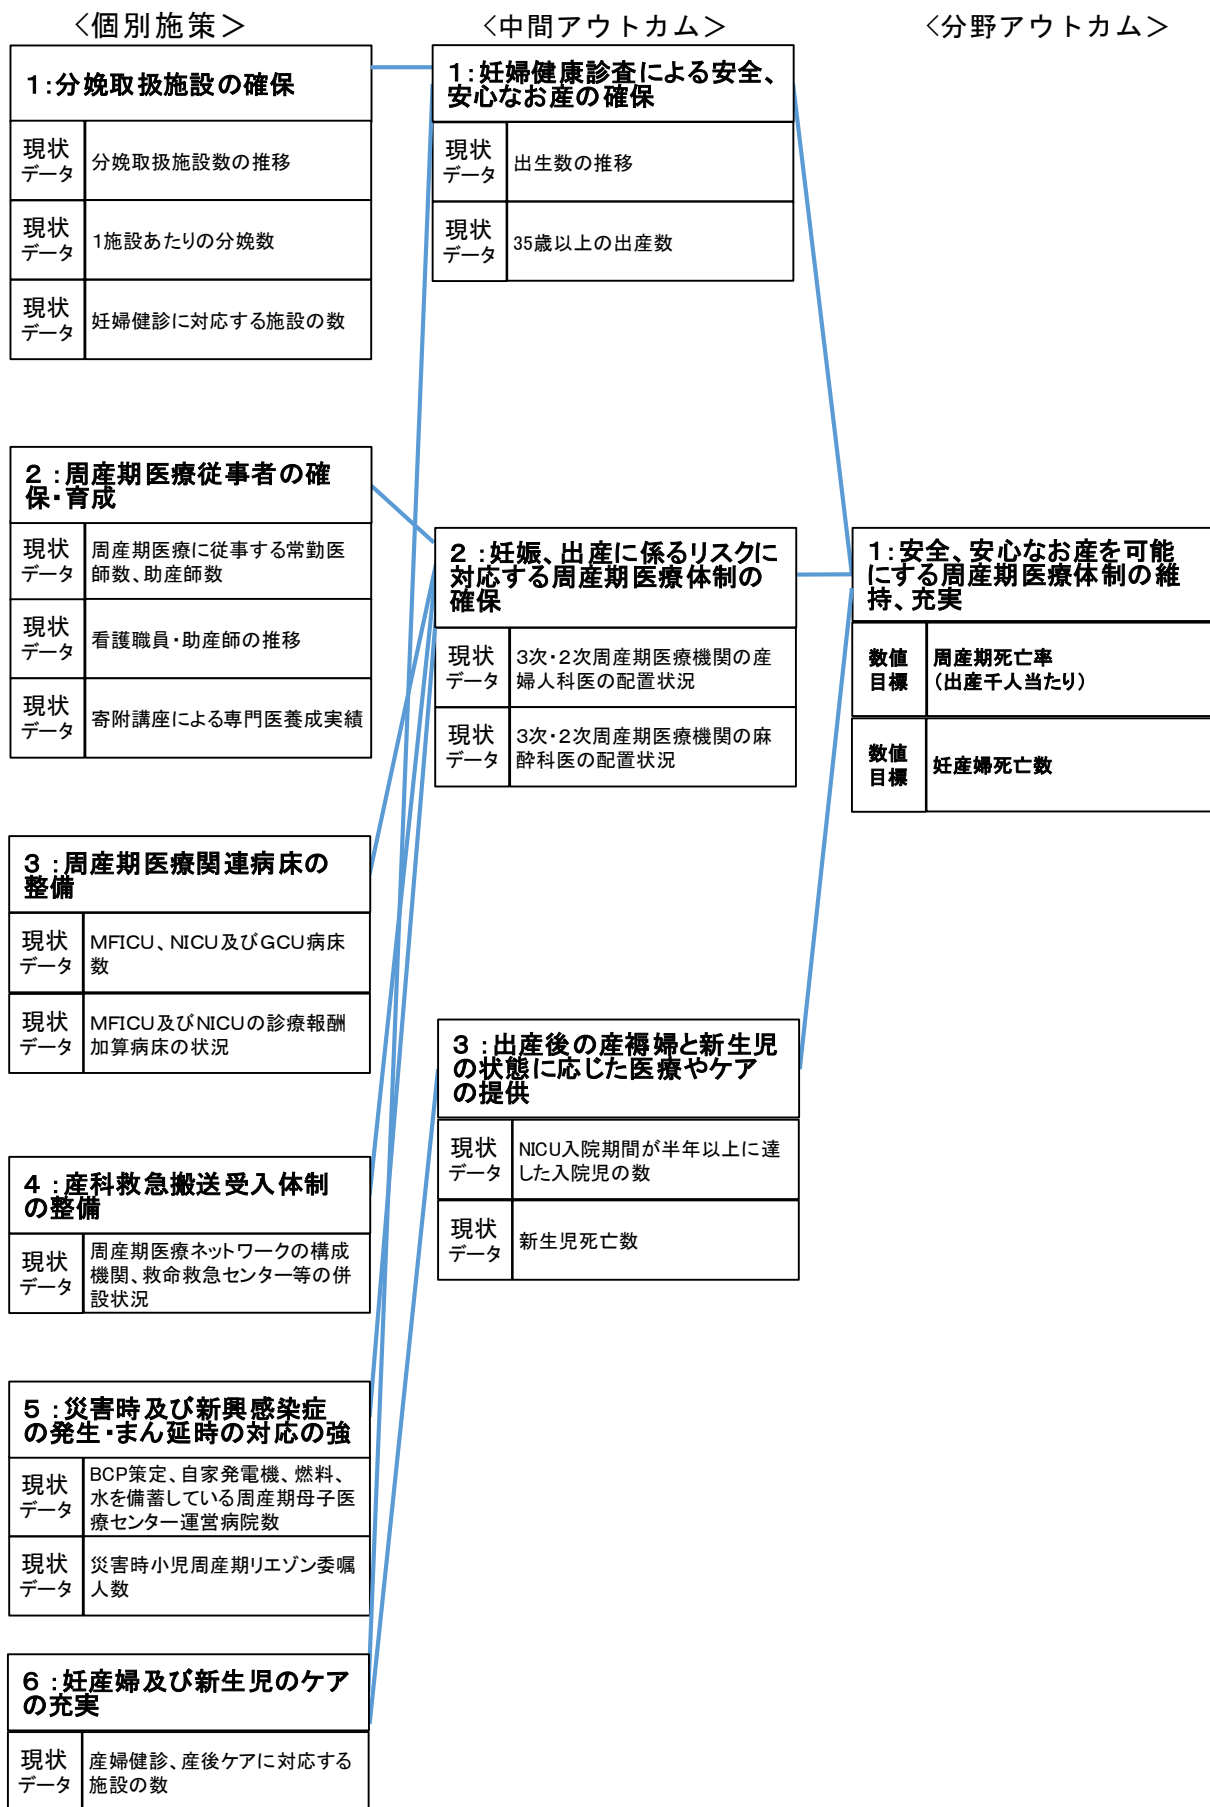 ＜個別施策＞
1：分娩取扱施設の確保
現状
データ
分娩取扱施設数の推移
現状
データ
1施設あたりの分娩数
現状
データ
妊婦健診に対応する施設の数
２：周産期医療従事者の確
保・育成
現状
データ
周産期医療に従事する常勤医
師数、助産師数
現状
データ
看護職員・助産師の推移
現状
データ
寄附講座による専門医養成実績
３：周産期医療関連病床の
整備
現状
データ
MFICU、NICU及びGCU病床
数
現状
データ
MFICU及びNICUの診療報酬
加算病床の状況
４：産科救急搬送受入体制
の整備
現状
データ
周産期医療ネットワークの構成
機関、救命救急センター等の併
設状況
５：災害時及び新興感染症
の発生・まん延時の対応の強
現状
データ
BCP策定、自家発電機、燃料、
水を備蓄している周産期母子医
療センター運営病院数
現状
データ
災害時小児周産期リエゾン委嘱
人数
６：妊産婦及び新生児のケア
の充実
現状
データ
産婦健診、産後ケアに対応する
施設の数
＜中間アウトカム＞
1：妊婦健康診査による安全、
安心なお産の確保
現状
データ
出生数の推移
現状
データ
35歳以上の出産数
２：妊娠、出産に係るリスクに
対応する周産期医療体制の
確保
現状
データ
3次・2次周産期医療機関の産
婦人科医の配置状況
現状
データ
3次・2次周産期医療機関の麻
酔科医の配置状況
３：出産後の産褥婦と新生児
の状態に応じた医療やケア
の提供
現状
データ
NICU入院期間が半年以上に達
した入院児の数
現状
データ
新生児死亡数
＜分野アウトカム＞
1：安全、安心なお産を可能
にする周産期医療体制の維
持、充実
数値
目標
周産期死亡率
（出産千人当たり）
数値
目標
妊産婦死亡数